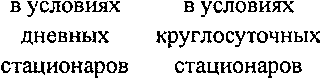 в условиях в условиях
дневных круглосуточных
стационаров стационаров